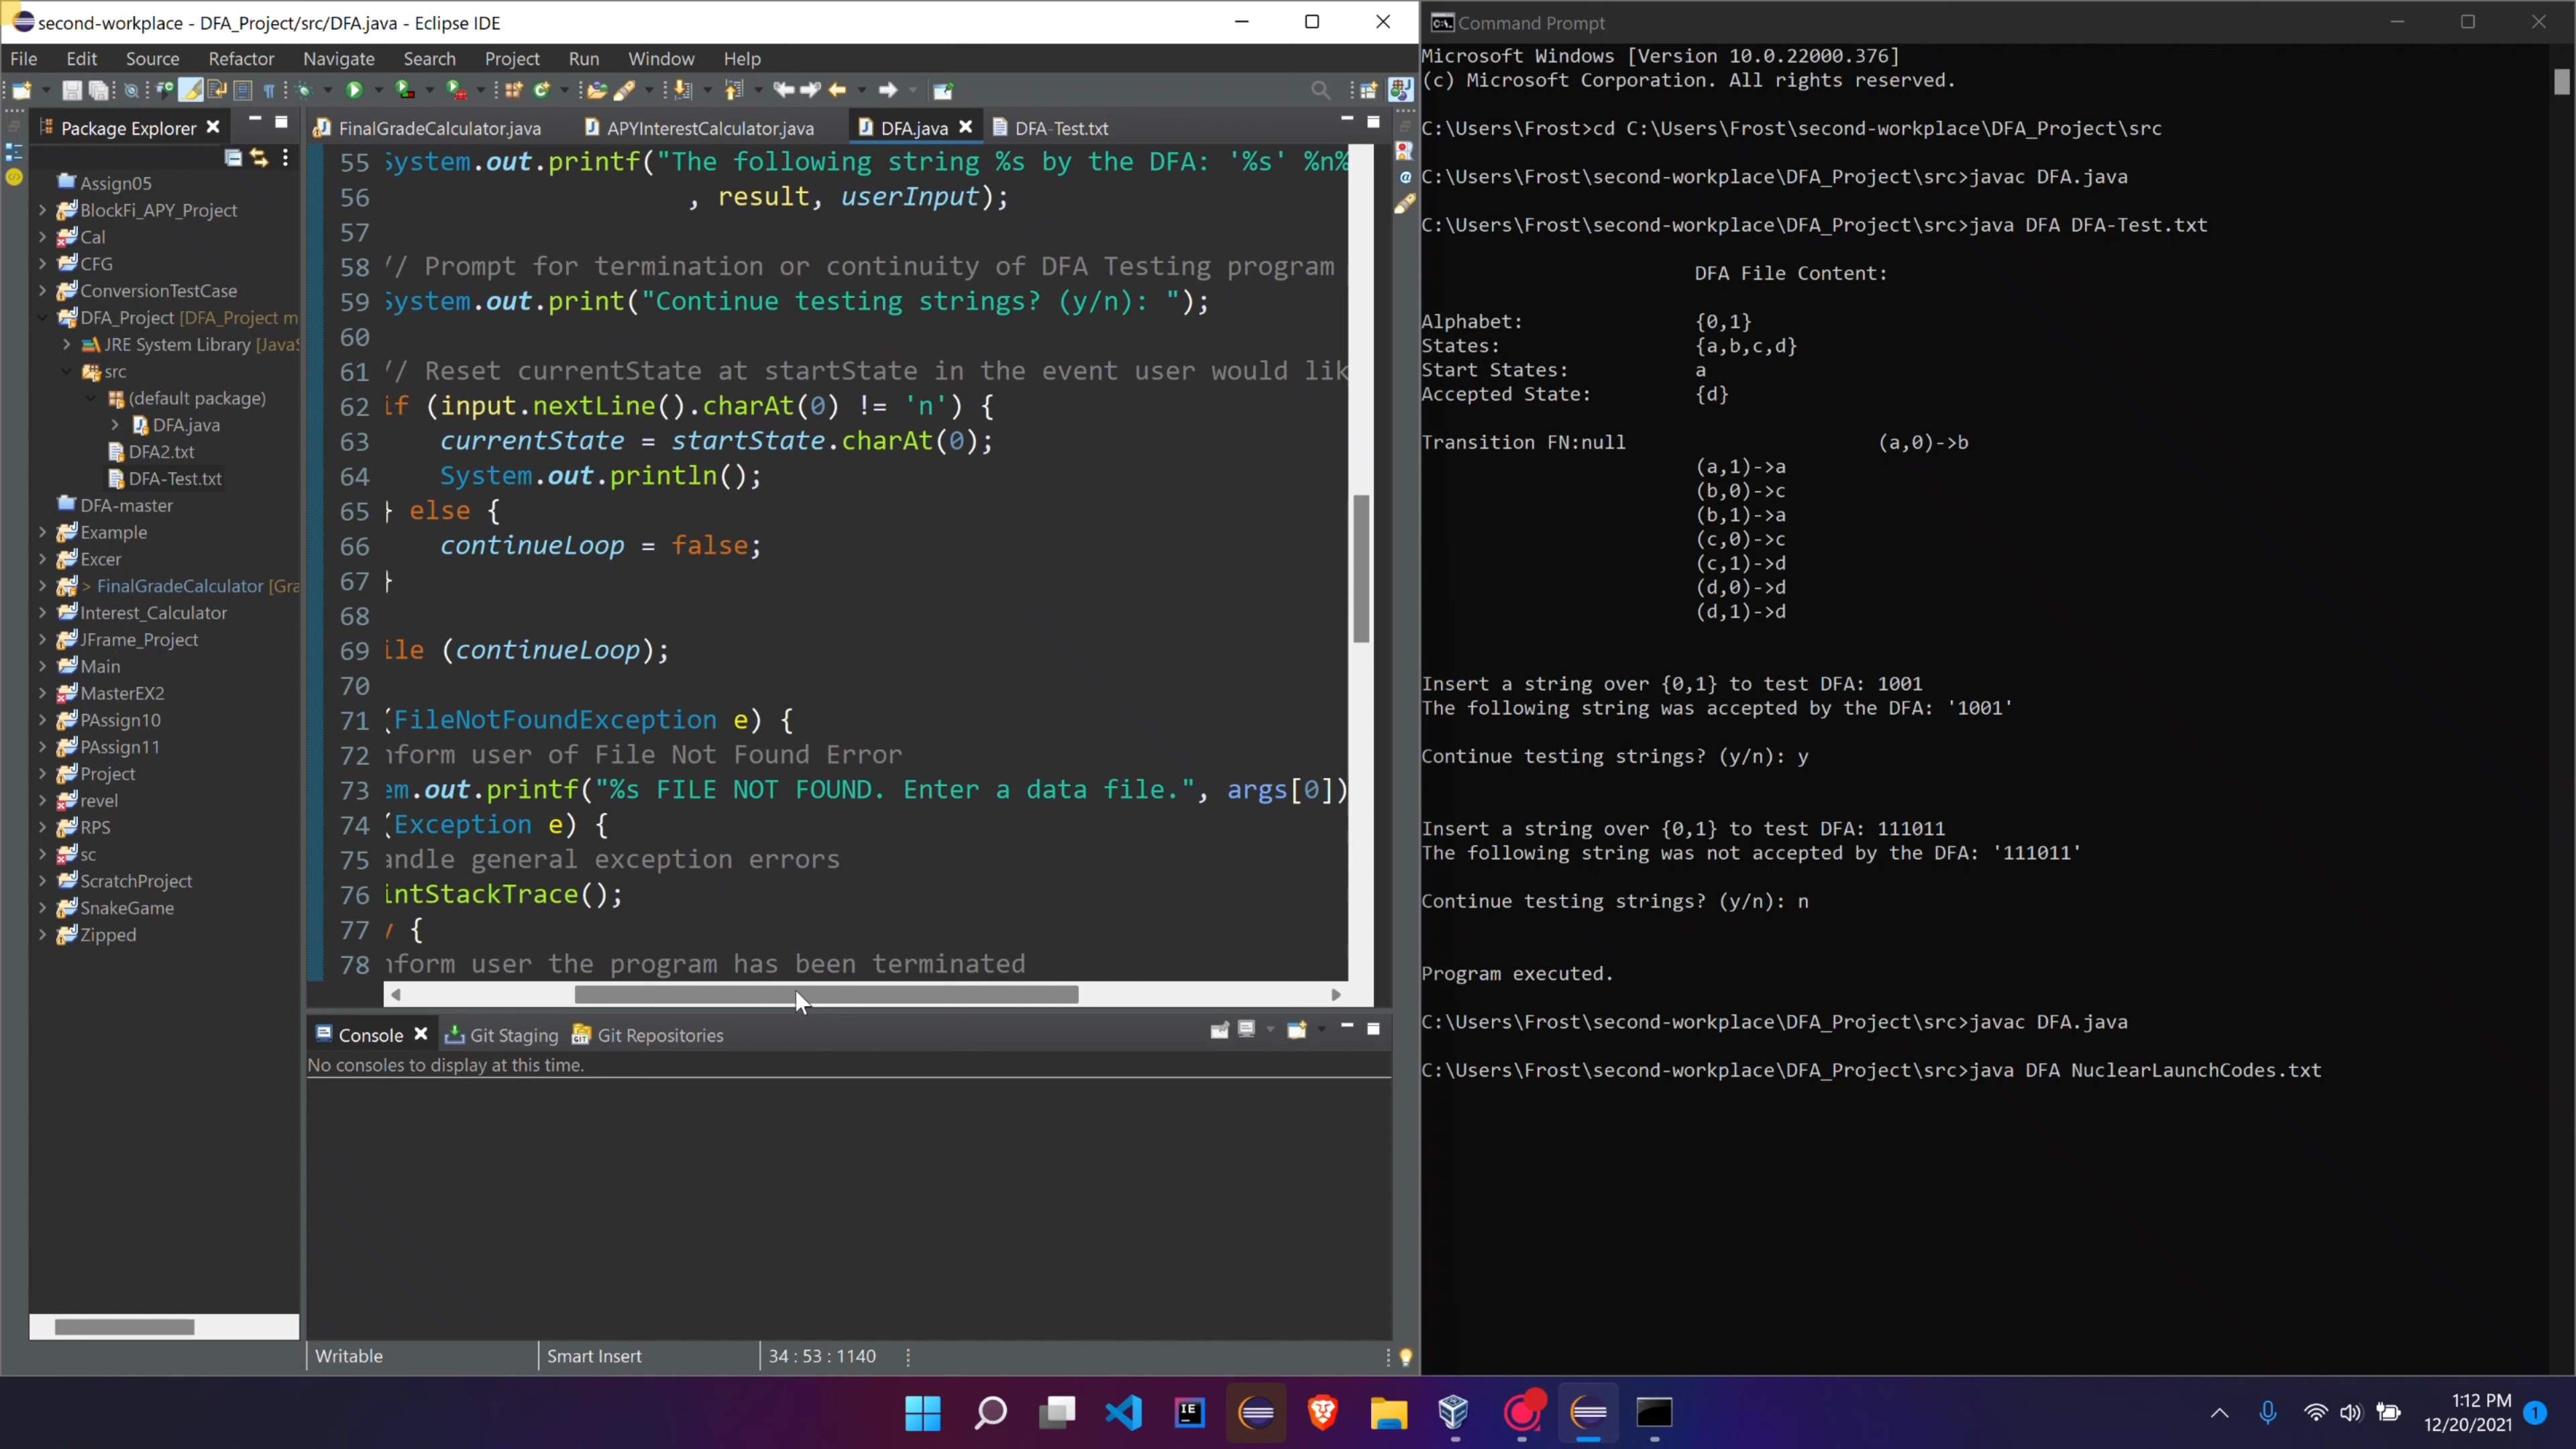 second-workplace - DFA_Project/src/DFA.java - Eclipse IDE
File Edit Source Refactor Navigate Search Project Run Window Help
Package Explorer
Assign05
BlockFi_APY_Project
Cal
CFG
ConversionTestCase
DFA_Project [DFA_Project m
JRE System Library [JavaS
src
(default package)
DFA.java
DFA2.txt
DFA-Test.txt
DFA-master
Example
Excer
> FinalGradeCalculator [Gra
Interest_Calculator
JFrame_Project
Main
MasterEX2
PAssign10
PAssign11
Project
revel
RPS
sc
ScratchProject
SnakeGame
Zipped
FinalGradeCalculator.java APYInterestCalculator.java DFA.java DFA-Test.txt
55 System.out.printf("The following string %s by the DFA: '%s' %n%
56 , result, userInput);
57
58 // Prompt for termination or continuity of DFA Testing program
59 System.out.print("Continue testing strings? (y/n): ");
60
61 // Reset currentState at startState in the event user would lik
62 if (input.nextLine().charAt(0) != 'n') {
63 currentState = startState.charAt(0);
64 System.out.println();
65 } else {
66 continueLoop = false;
67 }
68
69 ile (continueLoop);
70
71 (FileNotFoundException e) {
72 nform user of File Not Found Error
73 em.out.printf("%s FILE NOT FOUND. Enter a data file.", args[0])
74 (Exception e) {
75 andle general exception errors
76 intStackTrace();
77 y {
78 nform user the program has been terminated
Console Git Staging Git Repositories
No consoles to display at this time.
Writable Smart Insert 34 : 53 : 1140
Command Prompt
Microsoft Windows [Version 10.0.22000.376]
(c) Microsoft Corporation. All rights reserved.
C:\Users\Frost>cd C:\Users\Frost\second-workplace\DFA_Project\src
C:\Users\Frost\second-workplace\DFA_Project\src>javac DFA.java
C:\Users\Frost\second-workplace\DFA_Project\src>java DFA DFA-Test.txt
DFA File Content:
Alphabet: {0,1}
States: {a,b,c,d}
Start States: a
Accepted State: {d}
Transition FN:null (a,0)->b
(a,1)->a
(b,0)->c
(b,1)->a
(c,0)->c
(c,1)->d
(d,0)->d
(d,1)->d
Insert a string over {0,1} to test DFA: 1001
The following string was accepted by the DFA: '1001'
Continue testing strings? (y/n): y
Insert a string over {0,1} to test DFA: 111011
The following string was not accepted by the DFA: '111011'
Continue testing strings? (y/n): n
Program executed.
C:\Users\Frost\second-workplace\DFA_Project\src>javac DFA.java
C:\Users\Frost\second-workplace\DFA_Project\src>java DFA NuclearLaunchCodes.txt
1:12 PM
12/20/2021
1